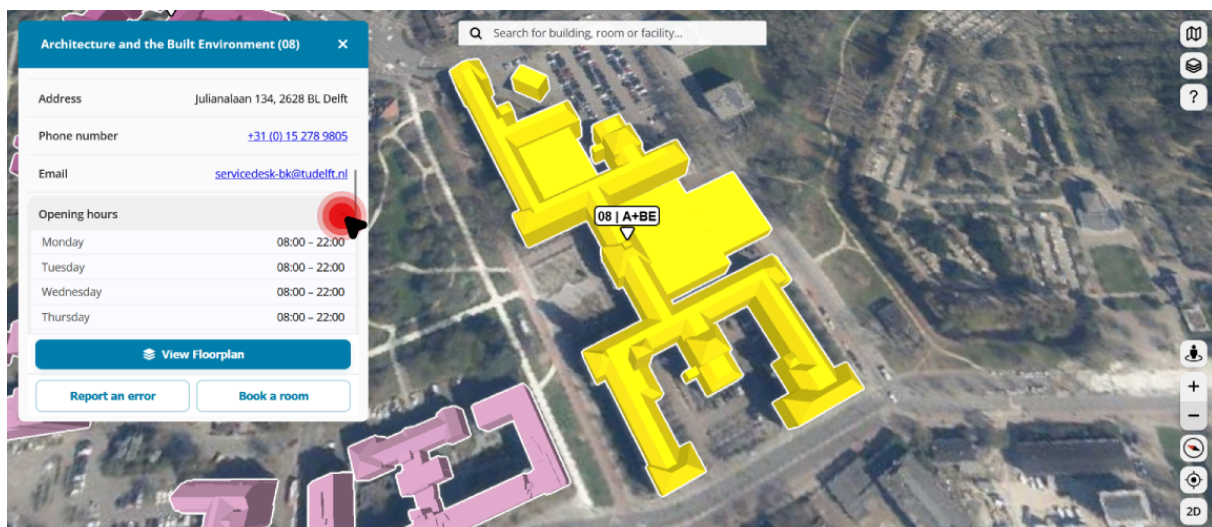 Architecture and the Built Environment (08)
Address Julianalaan 134, 2628 BL Delft
Phone number +31 (0) 15 278 9805
Email servicedesk-bk@tudelft.nl
Opening hours
Monday 08:00 – 22:00
Tuesday 08:00 – 22:00
Wednesday 08:00 – 22:00
Thursday 08:00 – 22:00
View Floorplan
Report an error Book a room
Search for building, room or facility...
08 | A+BE
?
+
−
2D